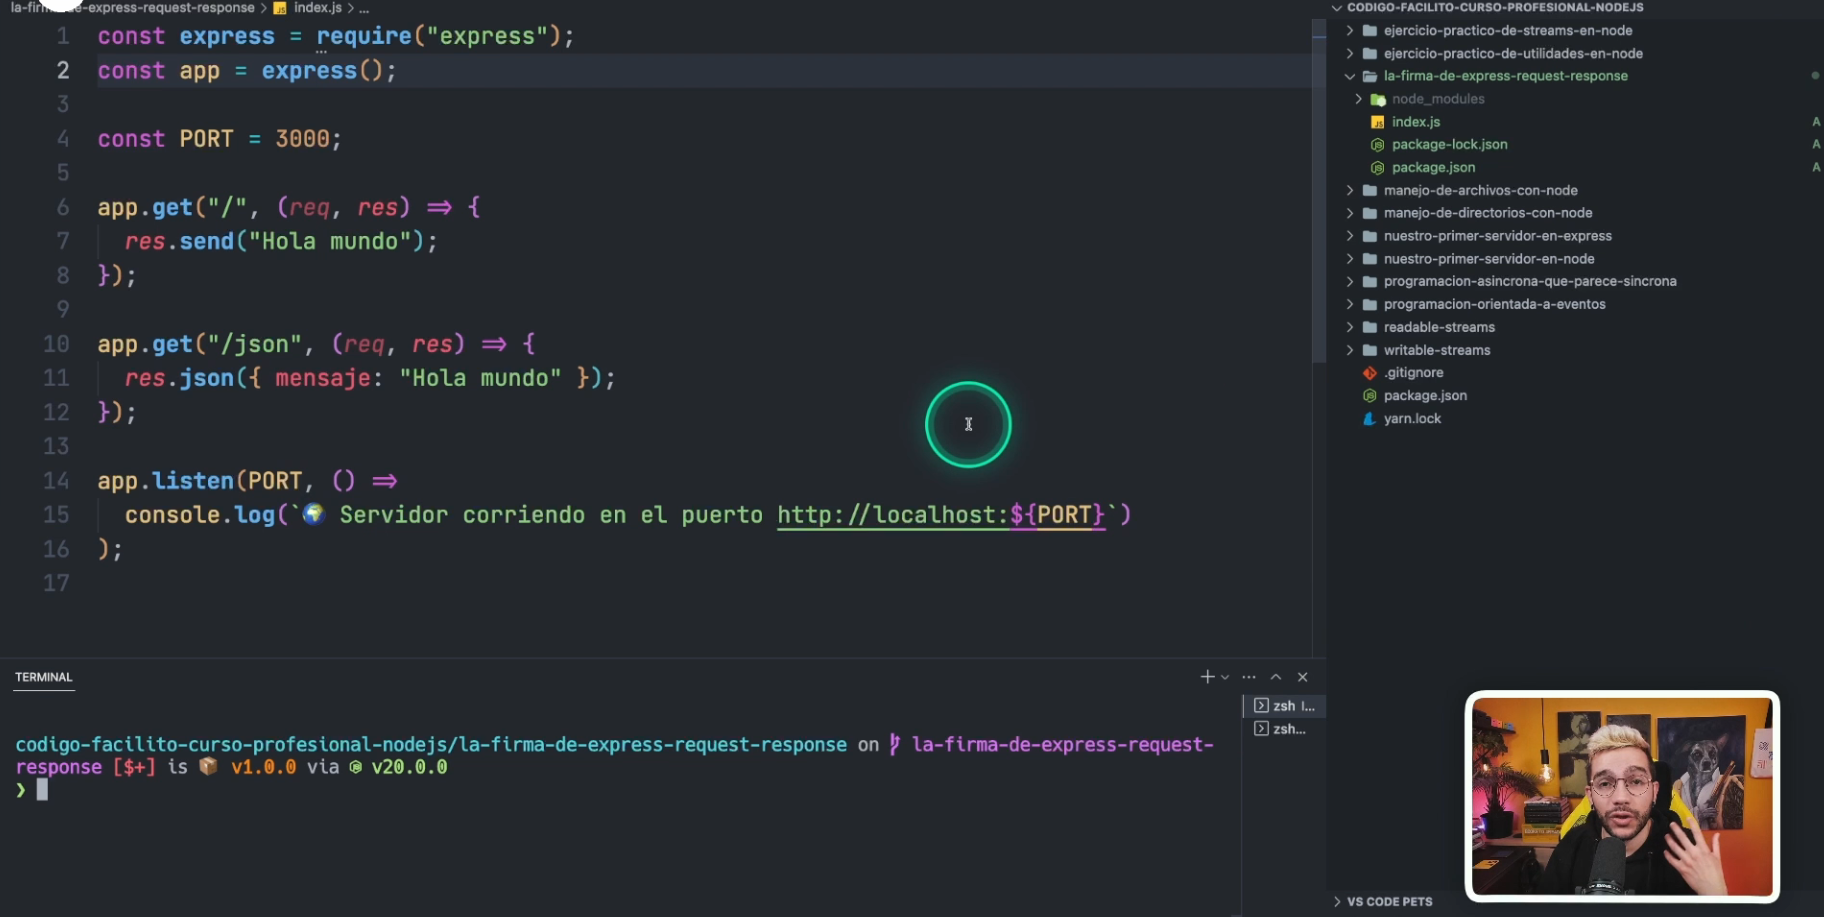 la-firma-de-express-request-response > index.js > ...
1 const express = require("express");
2 const app = express();
3
4 const PORT = 3000;
5
6 app.get("/", (req, res) => {
7 res.send("Hola mundo");
8 });
9
10 app.get("/json", (req, res) => {
11 res.json({ mensaje: "Hola mundo" });
12 });
13
14 app.listen(PORT, () =>
15 console.log(`🌍 Servidor corriendo en el puerto http://localhost:${PORT}`)
16 );
17
TERMINAL
codigo-facilito-curso-profesional-nodejs/la-firma-de-express-request-response on la-firma-de-express-request-
response [$+] is 📦 v1.0.0 via v20.0.0
❯
zsh l...
zsh...
CODIGO-FACILITO-CURSO-PROFESIONAL-NODEJS
ejercicio-practico-de-streams-en-node
ejercicio-practico-de-utilidades-en-node
la-firma-de-express-request-response
node_modules
index.js A
package-lock.json A
package.json A
manejo-de-archivos-con-node
manejo-de-directorios-con-node
nuestro-primer-servidor-en-express
nuestro-primer-servidor-en-node
programacion-asincrona-que-parece-sincrona
programacion-orientada-a-eventos
readable-streams
writable-streams
.gitignore
package.json
yarn.lock
VS CODE PETS